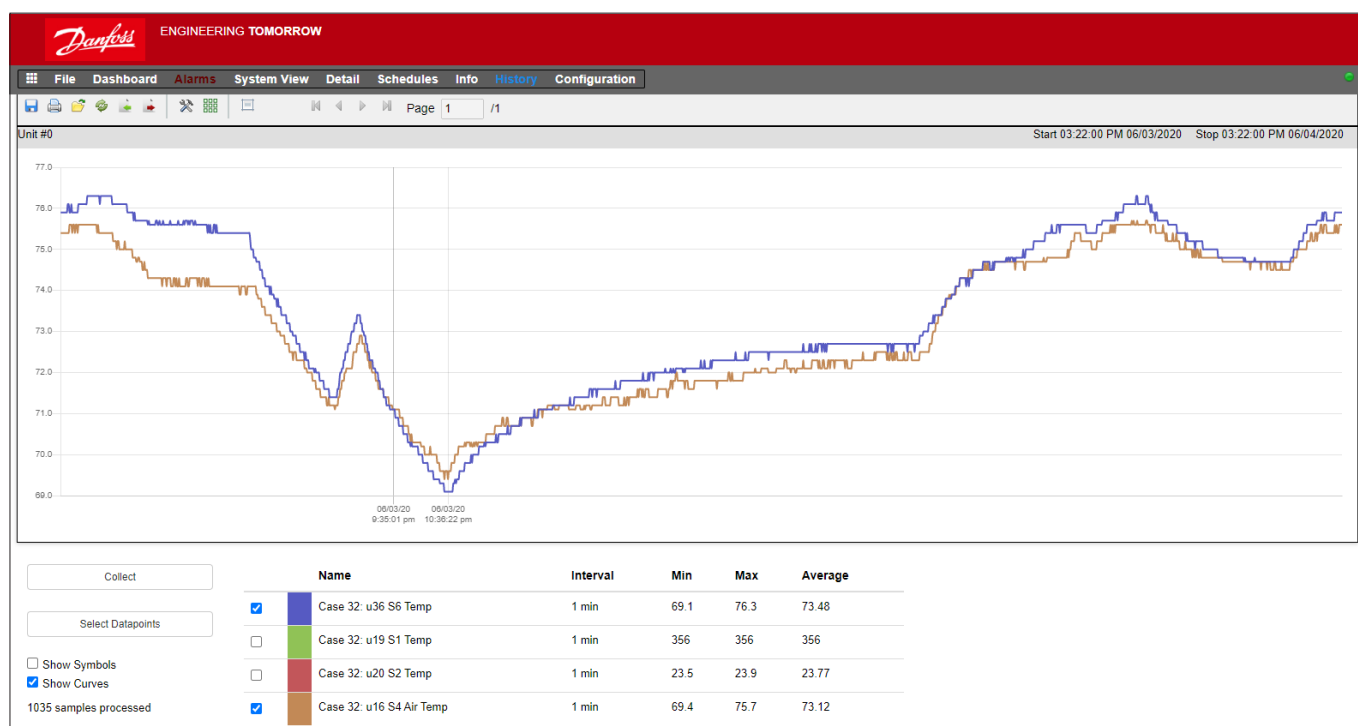 Danfoss
ENGINEERING TOMORROW
File Dashboard Alarms System View Detail Schedules Info History Configuration
Page 1 /1
Unit #0 Start 03:22:00 PM 06/03/2020 Stop 03:22:00 PM 06/04/2020
77.0
76.0
75.0
74.0
73.0
72.0
71.0
70.0
69.0
06/03/20 06/03/20
9:35:01 pm 10:36:22 pm
Collect
Select Datapoints
Show Symbols
Show Curves
1035 samples processed
Name Interval Min Max Average
Case 32: u36 S6 Temp 1 min 69.1 76.3 73.48
Case 32: u19 S1 Temp 1 min 356 356 356
Case 32: u20 S2 Temp 1 min 23.5 23.9 23.77
Case 32: u16 S4 Air Temp 1 min 69.4 75.7 73.12